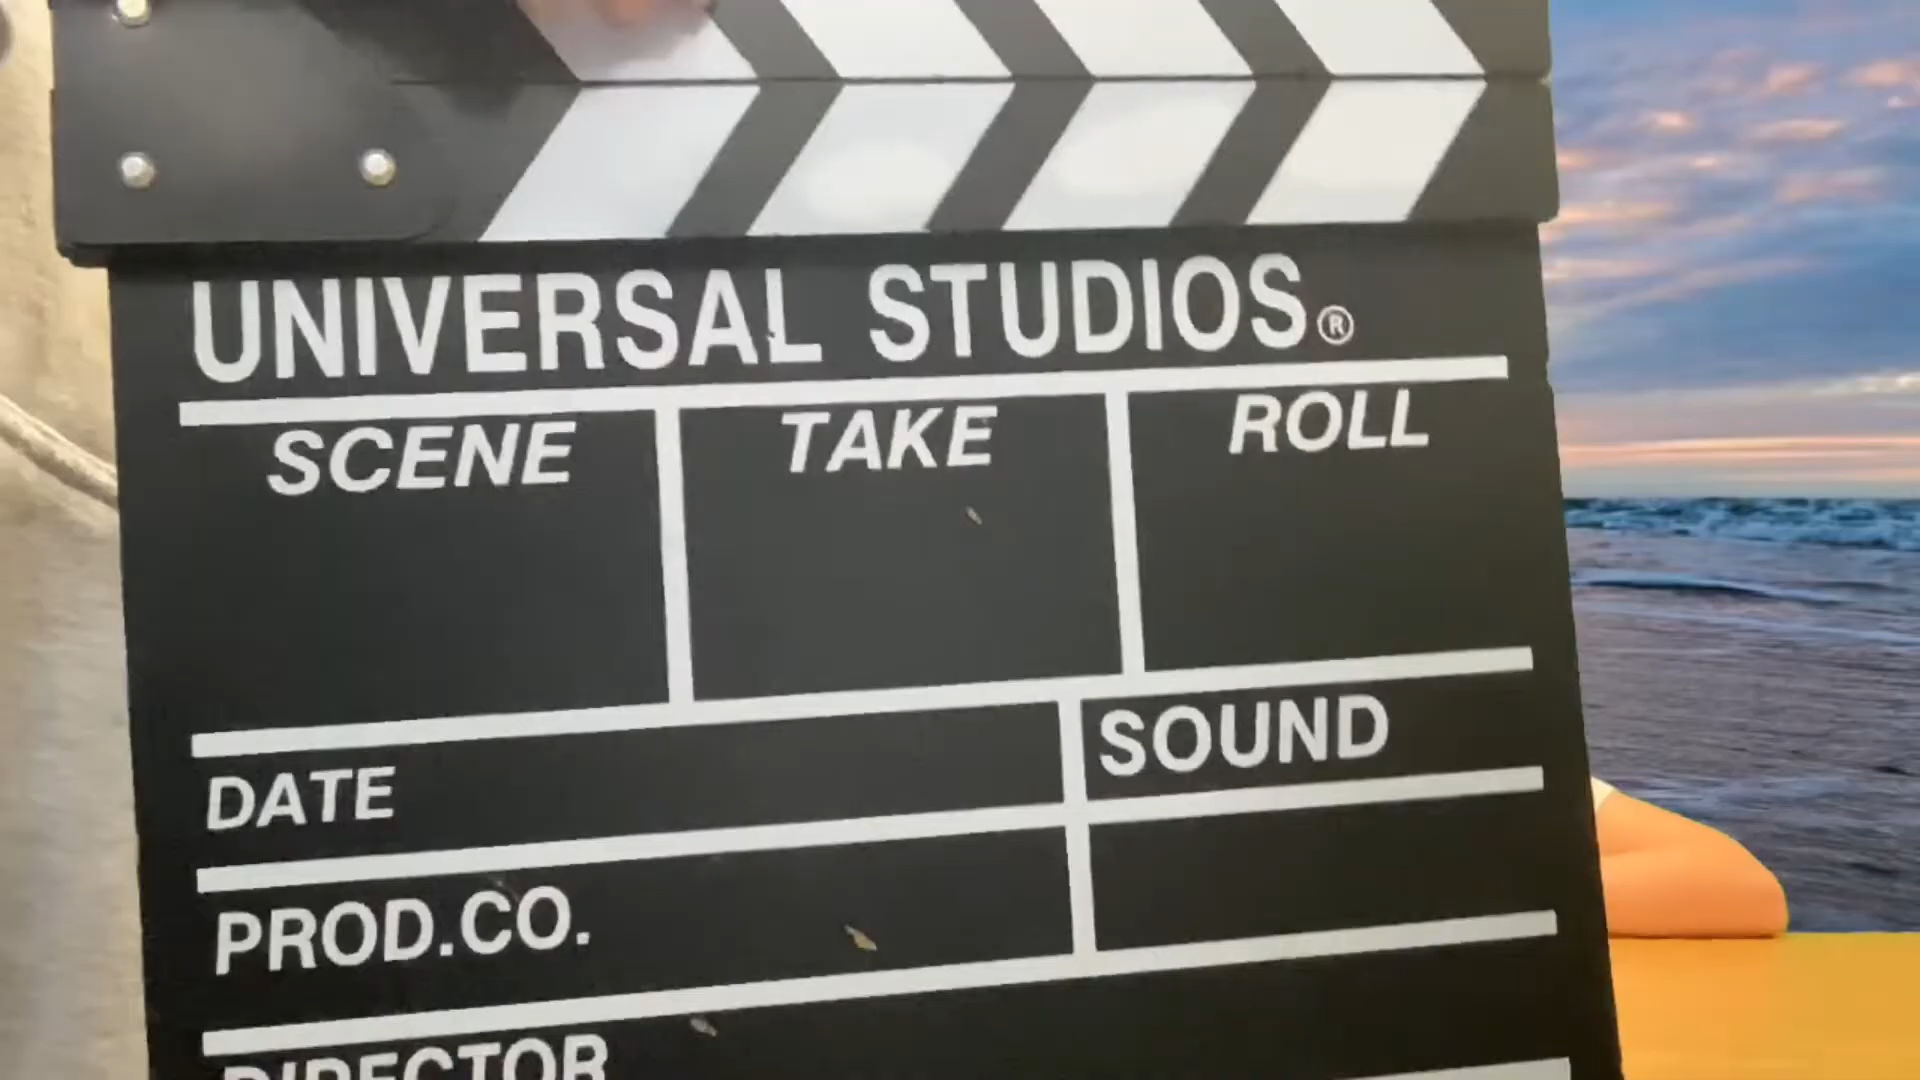 UNIVERSAL STUDIOS®
SCENE TAKE ROLL
DATE SOUND
PROD.CO.
DIRECTOR